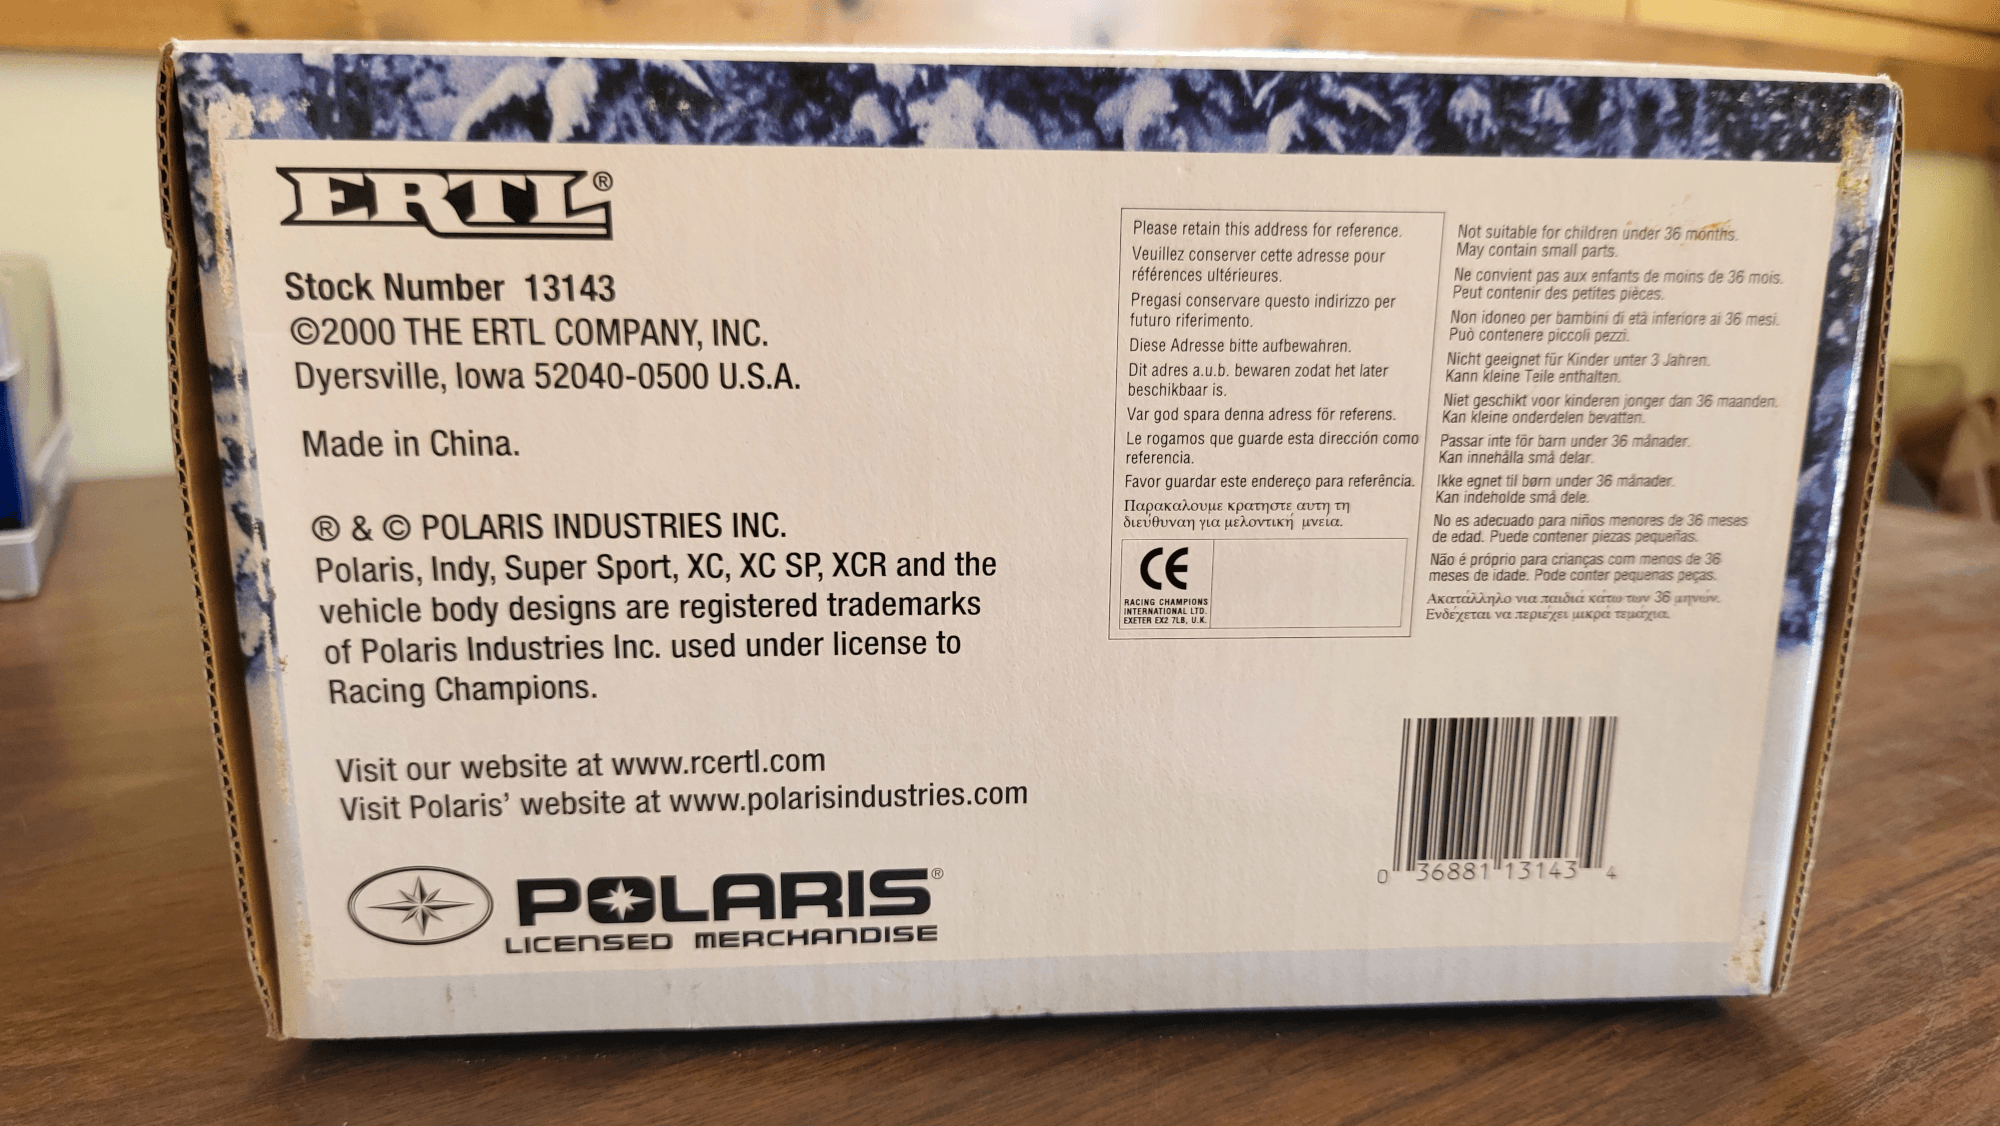 ERTL®
Stock Number 13143
©2000 THE ERTL COMPANY, INC.
Dyersville, Iowa 52040-0500 U.S.A.
Made in China.
® & © POLARIS INDUSTRIES INC.
Polaris, Indy, Super Sport, XC, XC SP, XCR and the
vehicle body designs are registered trademarks
of Polaris Industries Inc. used under license to
Racing Champions.
Visit our website at www.rcertl.com
Visit Polaris' website at www.polarisindustries.com
POLARIS®
LICENSED MERCHANDISE
Please retain this address for reference.
Veuillez conserver cette adresse pour
références ultérieures.
Pregasi conservare questo indirizzo per
futuro riferimento.
Diese Adresse bitte aufbewahren.
Dit adres a.u.b. bewaren zodat het later
beschikbaar is.
Var god spara denna adress för referens.
Le rogamos que guarde esta dirección como
referencia.
Favor guardar este endereço para referência.
Παρακαλουμε κρατηστε αυτη τη
διευθυναη για μελοντική μνεία.
CE
RACING CHAMPIONS
INTERNATIONAL LTD.
EXETER EX2 7LB, U.K.
Not suitable for children under 36 months.
May contain small parts.
Ne convient pas aux enfants de moins de 36 mois.
Peut contenir des petites pièces.
Non idoneo per bambini di età inferiore ai 36 mesi.
Può contenere piccoli pezzi.
Nicht geeignet für Kinder unter 3 Jahren.
Kann kleine Teile enthalten.
Niet geschikt voor kinderen jonger dan 36 maanden.
Kan kleine onderdelen bevatten.
Passar inte för barn under 36 månader.
Kan innehålla små delar.
Ikke egnet til børn under 36 månader.
Kan indeholde små dele.
No es adecuado para niños menores de 36 meses
de edad. Puede contener piezas pequeñas.
Não é próprio para crianças com menos de 36
meses de idade. Pode conter pequenas peças.
Ακατάλληλο για παιδιά κάτω των 36 μηνών.
Ενδέχεται να περιέχει μικρά τεμάχια.
0 36881 13143 4